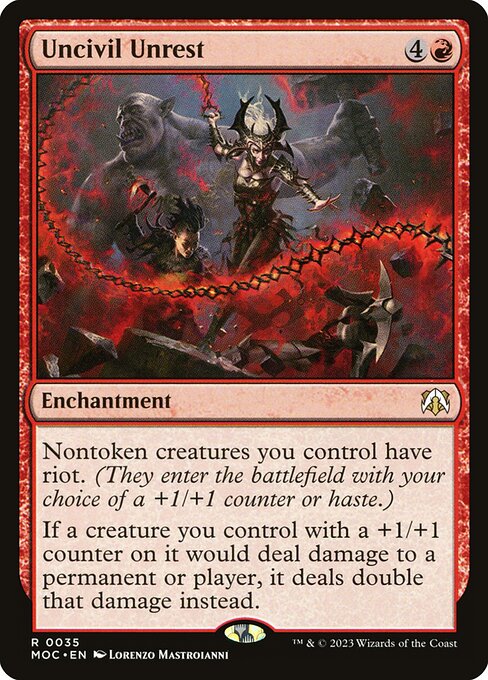 Uncivil Unrest 4
Enchantment
Nontoken creatures you control have
riot. (They enter the battlefield with your
choice of a +1/+1 counter or haste.)
If a creature you control with a +1/+1
counter on it would deal damage to a
permanent or player, it deals double
that damage instead.
R 0035
MOC • EN Lorenzo Mastroianni
™ & © 2023 Wizards of the Coast